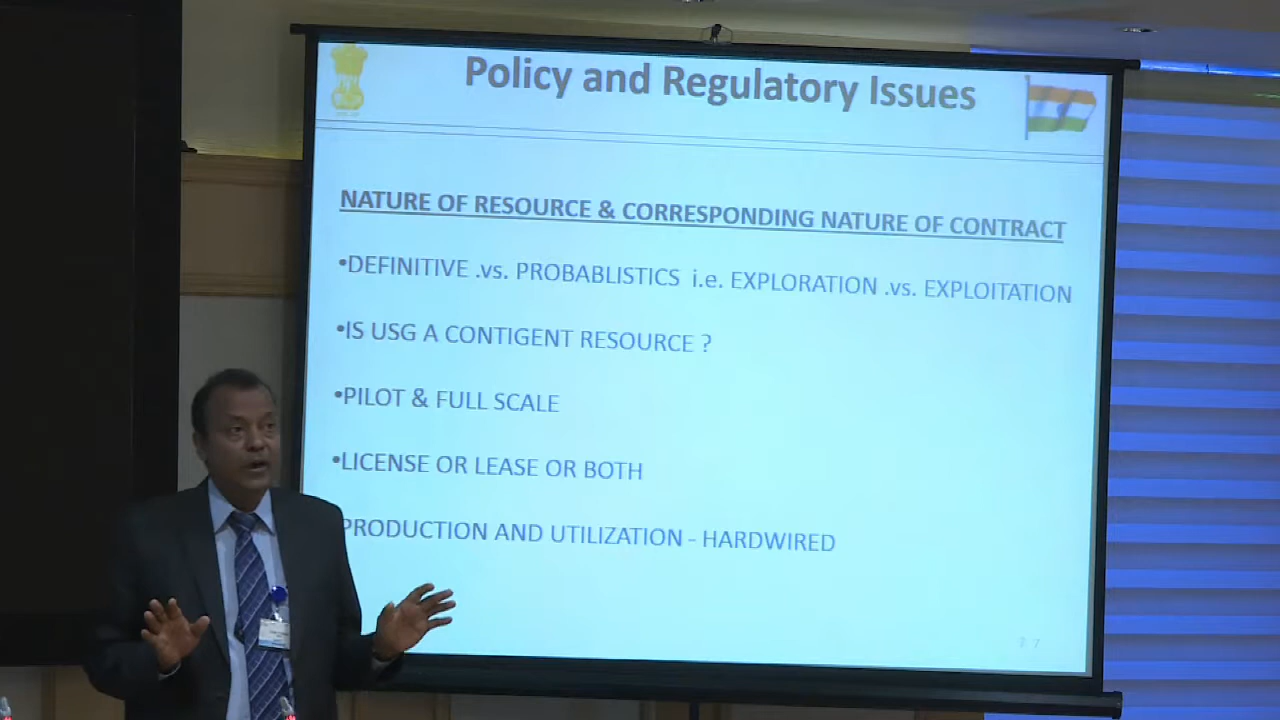 Policy and Regulatory Issues
NATURE OF RESOURCE & CORRESPONDING NATURE OF CONTRACT
•DEFINITIVE .vs. PROBABLISTICS i.e. EXPLORATION .vs. EXPLOITATION
•IS USG A CONTIGENT RESOURCE ?
•PILOT & FULL SCALE
•LICENSE OR LEASE OR BOTH
PRODUCTION AND UTILIZATION - HARDWIRED